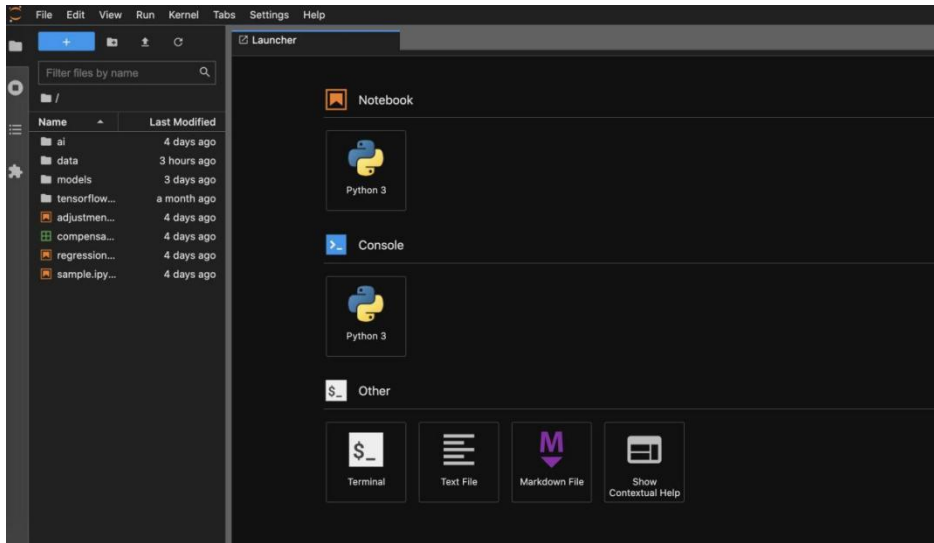 File Edit View Run Kernel Tabs Settings Help
+
Launcher
Filter files by name
/
Name Last Modified
ai 4 days ago
data 3 hours ago
models 3 days ago
tensorflow... a month ago
adjustmen... 4 days ago
compensa... 4 days ago
regression... 4 days ago
sample.ipy... 4 days ago
Notebook
Python 3
>_ Console
Python 3
$_ Other
$_
Terminal
Text File
M
Markdown File
Show
Contextual Help